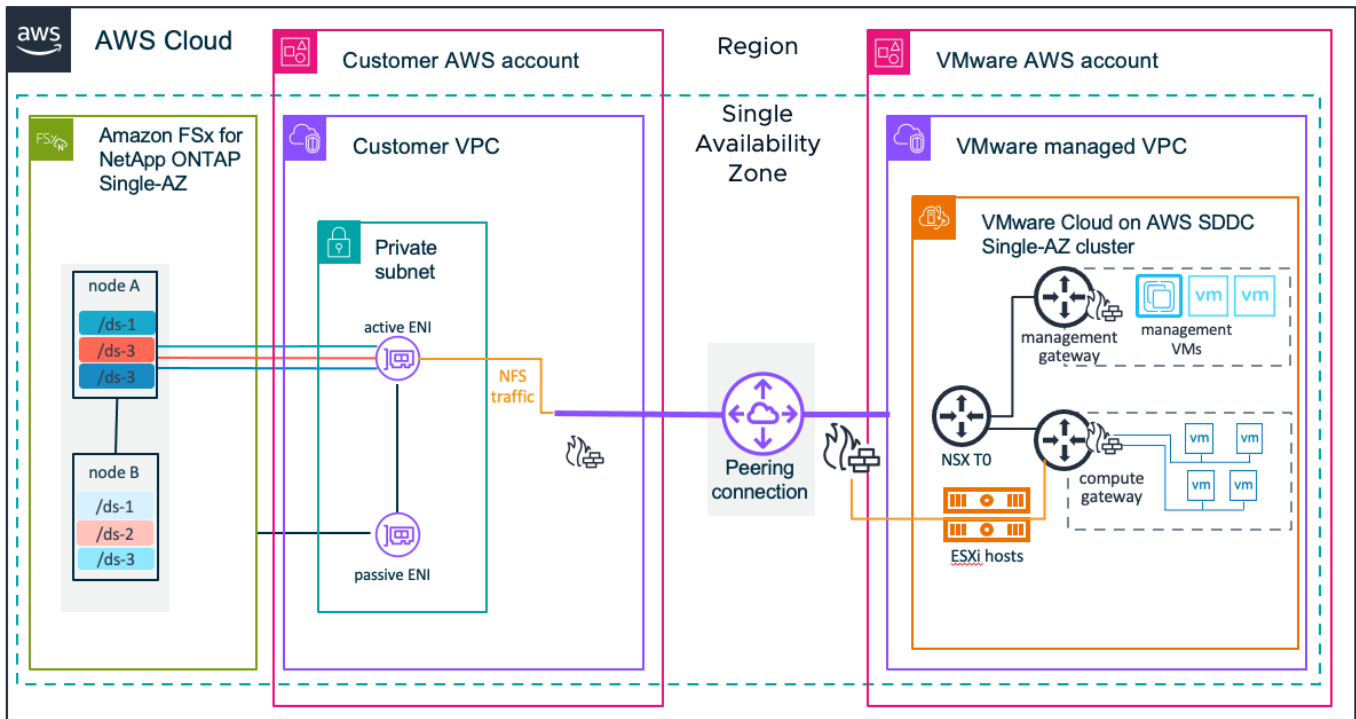 aws
AWS Cloud
Customer AWS account
Region
VMware AWS account
Single
Availability
Zone
FSx
N
Amazon FSx for
NetApp ONTAP
Single-AZ
Customer VPC
VMware managed VPC
Private
subnet
VMware Cloud on AWS SDDC
Single-AZ cluster
node A
/ds-1
/ds-3
/ds-3
active ENI
NFS
traffic
management
gateway
vm
vm
management
VMs
Peering
connection
NSX T0
compute
gateway
vm
vm
vm
vm
node B
/ds-1
/ds-2
/ds-3
passive ENI
ESXi hosts